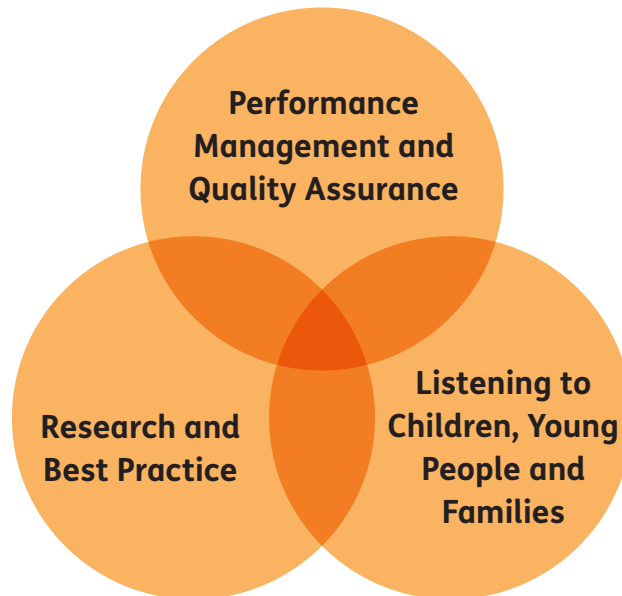 Performance
Management and
Quality Assurance
Research and
Best Practice
Listening to
Children, Young
People and
Families